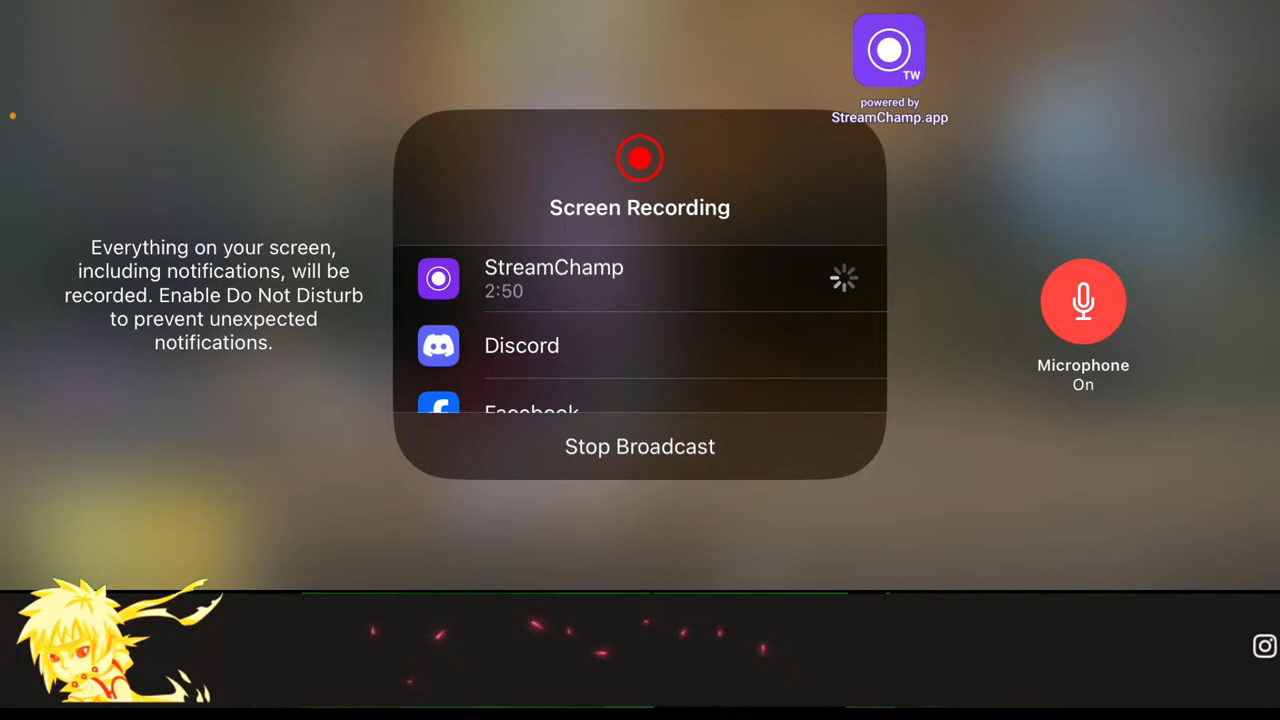 TW
powered by
StreamChamp.app
Screen Recording
Everything on your screen,
including notifications, will be
recorded. Enable Do Not Disturb
to prevent unexpected
notifications.
StreamChamp
2:50
Discord
Facebook
Stop Broadcast
Microphone
On